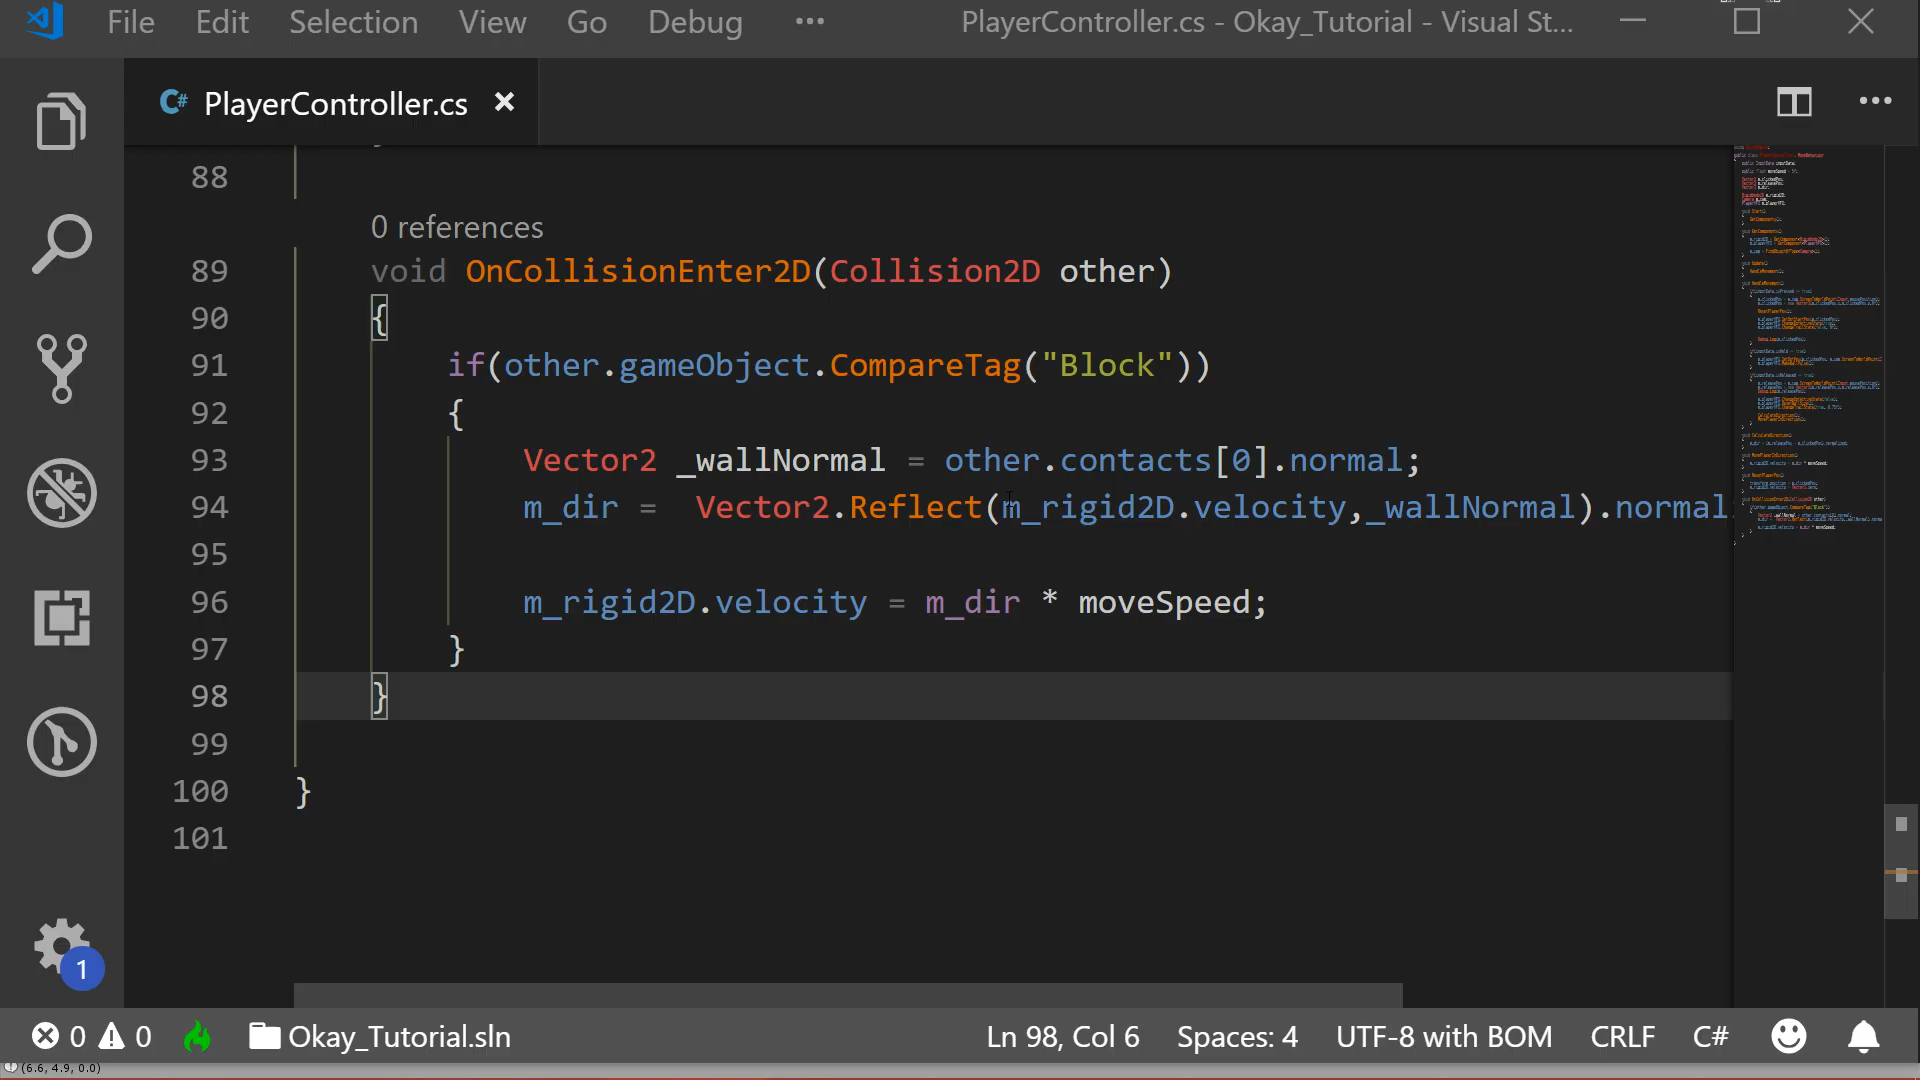 File Edit Selection View Go Debug ••• PlayerController.cs - Okay_Tutorial - Visual St...
C# PlayerController.cs
88
0 references
89 void OnCollisionEnter2D(Collision2D other)
90 {
91 if(other.gameObject.CompareTag("Block"))
92 {
93 Vector2 _wallNormal = other.contacts[0].normal;
94 m_dir = Vector2.Reflect(m_rigid2D.velocity,_wallNormal).normal
95
96 m_rigid2D.velocity = m_dir * moveSpeed;
97 }
98 }
99
100 }
101
1
0 0 Okay_Tutorial.sln Ln 98, Col 6 Spaces: 4 UTF-8 with BOM CRLF C#
(6.6, 4.9, 0.0)